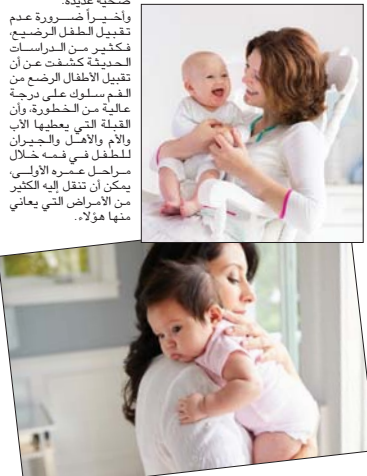 صحية عديدة.
وأخيراً ضرورة عدم
تقبيل الطفل الرضيع،
فكثير من الدراسات
الحديثة كشفت عن أن
تقبيل الأطفال الرضع من
الفم سلوك على درجة
عالية من الخطورة، وأن
القبلة التي يعطيها الأب
والأم والأهل والجيران
للطفل في فمه خلال
مراحل عمره الأولى،
يمكن أن تنقل إليه الكثير
من الأمراض التي يعاني
منها هؤلاء.